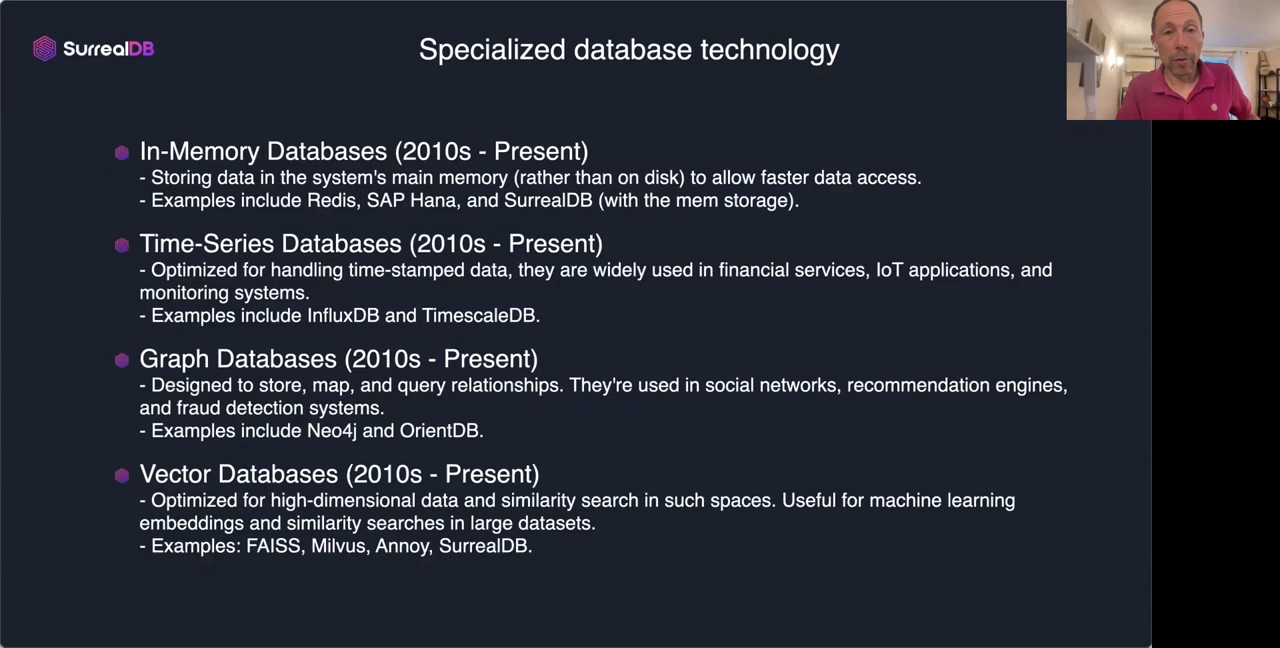 SurrealDB
Specialized database technology
In-Memory Databases (2010s - Present)
- Storing data in the system's main memory (rather than on disk) to allow faster data access.
- Examples include Redis, SAP Hana, and SurrealDB (with the mem storage).
Time-Series Databases (2010s - Present)
- Optimized for handling time-stamped data, they are widely used in financial services, IoT applications, and
monitoring systems.
- Examples include InfluxDB and TimescaleDB.
Graph Databases (2010s - Present)
- Designed to store, map, and query relationships. They're used in social networks, recommendation engines,
and fraud detection systems.
- Examples include Neo4j and OrientDB.
Vector Databases (2010s - Present)
- Optimized for high-dimensional data and similarity search in such spaces. Useful for machine learning
embeddings and similarity searches in large datasets.
- Examples: FAISS, Milvus, Annoy, SurrealDB.